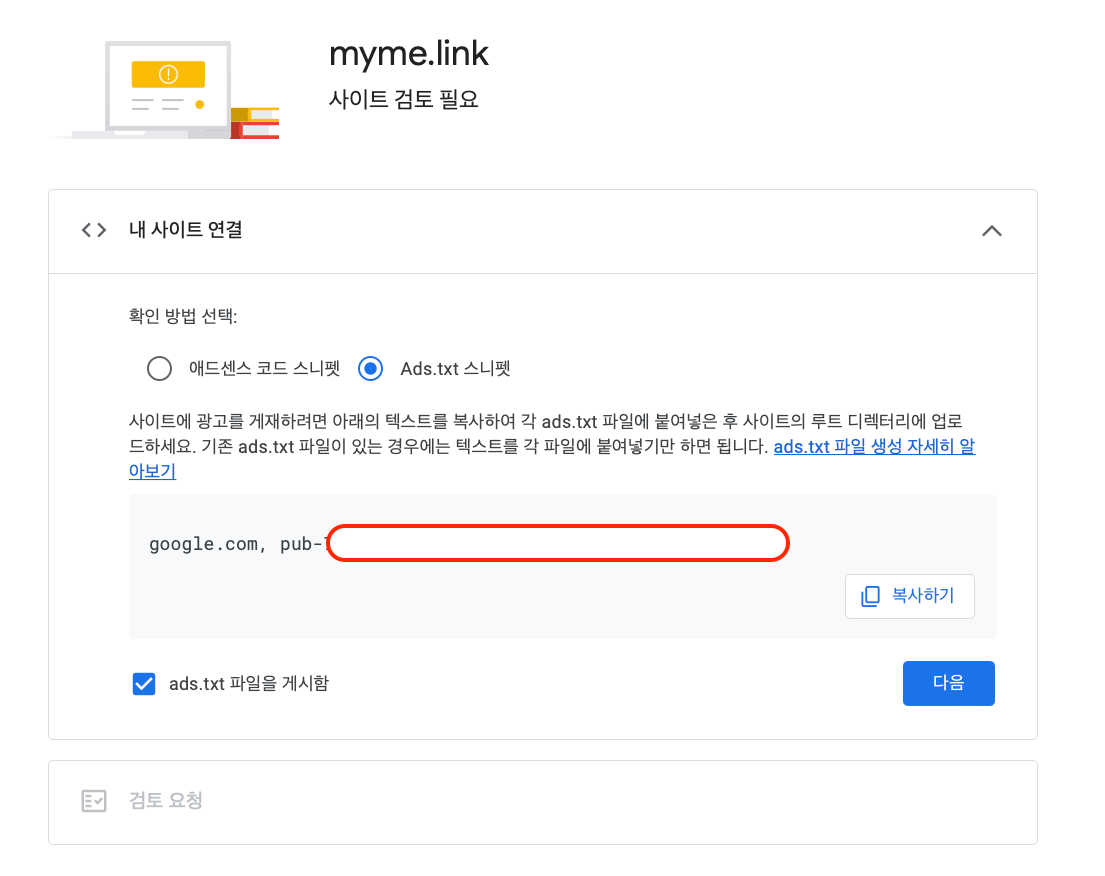 myme.link
사이트 검토 필요
내 사이트 연결
확인 방법 선택:
애드센스 코드 스니펫
Ads.txt 스니펫
사이트에 광고를 게재하려면 아래의 텍스트를 복사하여 각 ads.txt 파일에 붙여넣은 후 사이트의 루트 디렉터리에 업로
드하세요. 기존 ads.txt 파일이 있는 경우에는 텍스트를 각 파일에 붙여넣기만 하면 됩니다. ads.txt 파일 생성 자세히 알
아보기
google.com, pub-
복사하기
ads.txt 파일을 게시함
다음
검토 요청